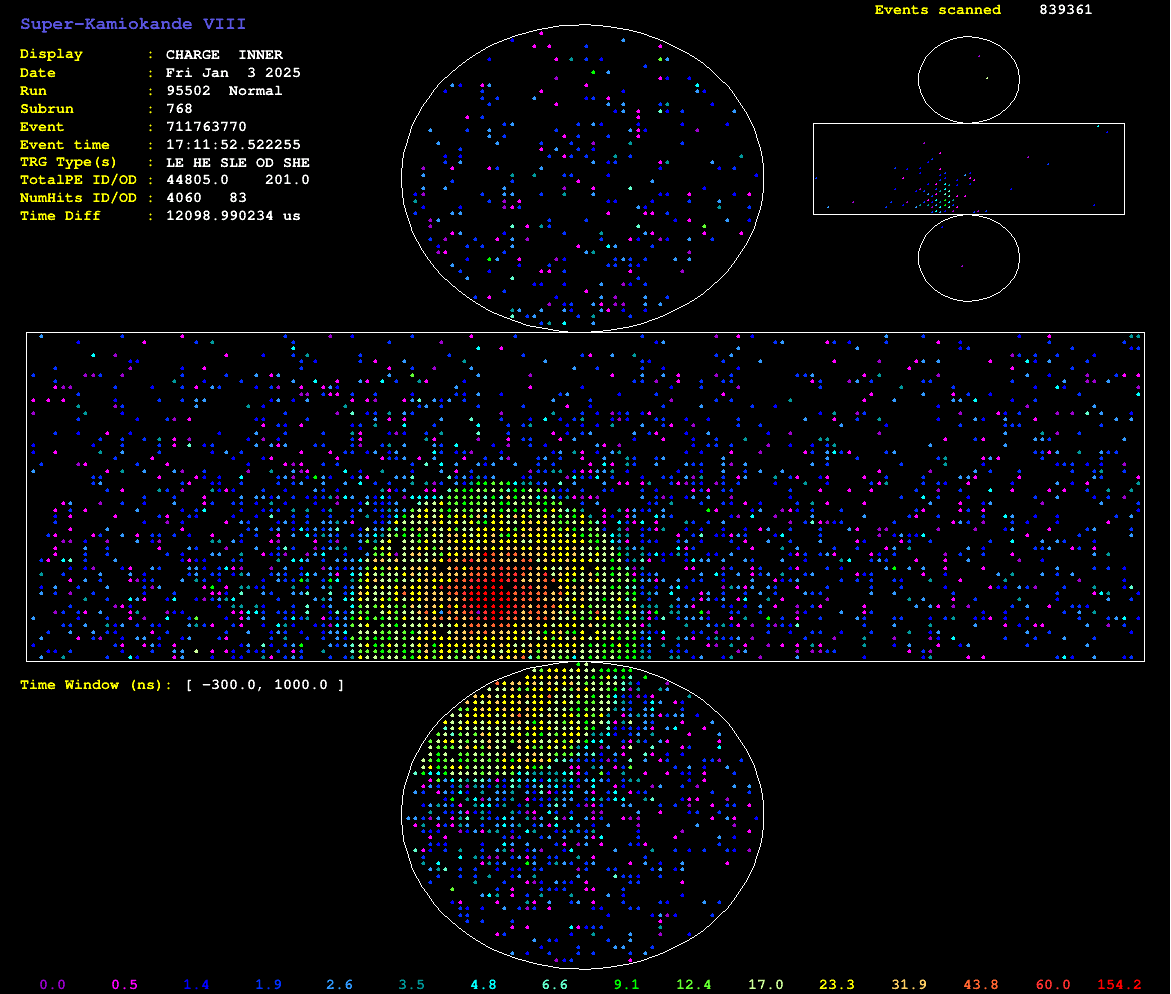 Super-Kamiokande VIII
Events scanned 839361
Display : CHARGE INNER
Date : Fri Jan 3 2025
Run : 95502 Normal
Subrun : 768
Event : 711763770
Event time : 17:11:52.522255
TRG Type(s) : LE HE SLE OD SHE
TotalPE ID/OD : 44805.0 201.0
NumHits ID/OD : 4060 83
Time Diff : 12098.990234 us
Time Window (ns): [ −300.0, 1000.0 ]
0.0 0.5 1.4 1.9 2.6 3.5 4.8 6.6 9.1 12.4 17.0 23.3 31.9 43.8 60.0 154.2